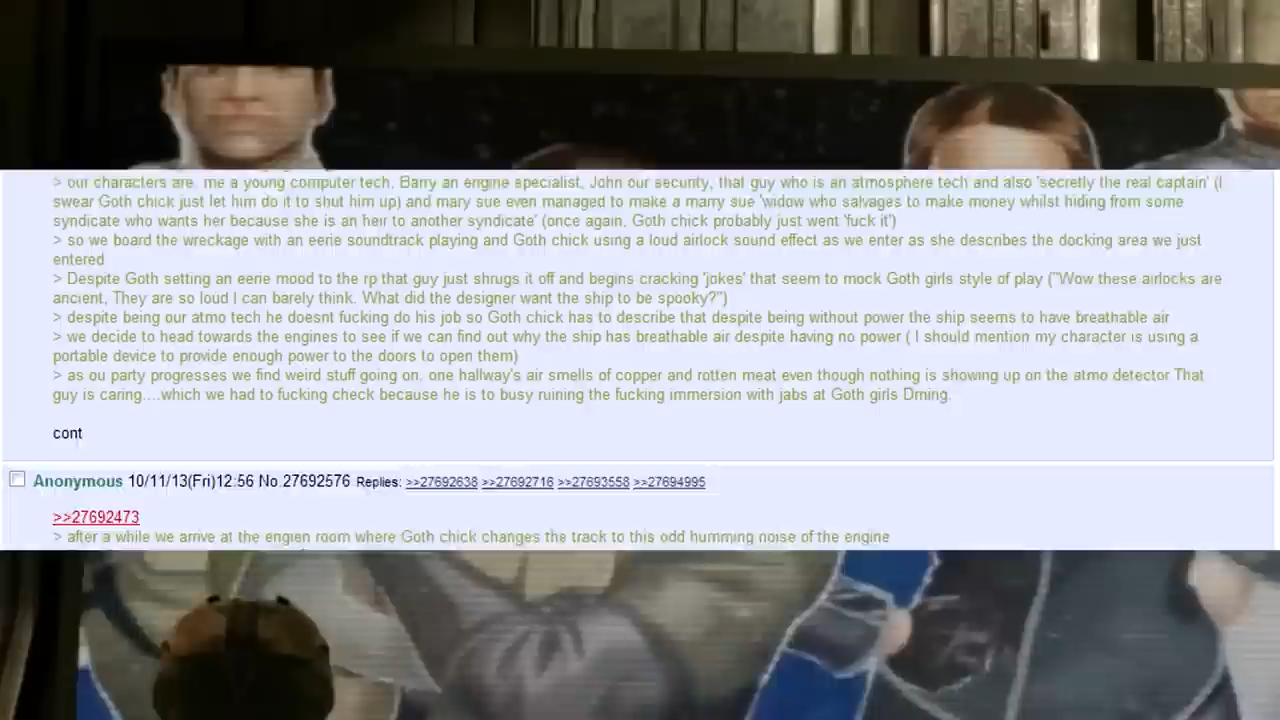 > our characters are. me a young computer tech, Barry an engine specialist, John our security, that guy who is an atmosphere tech and also 'secretly the real captain' (I
swear Goth chick just let him do it to shut him up) and mary sue even managed to make a marry sue 'widow who salvages to make money whilst hiding from some
syndicate who wants her because she is an heir to another syndicate' (once again, Goth chick probably just went 'fuck it')
> so we board the wreckage with an eerie soundtrack playing and Goth chick using a loud airlock sound effect as we enter as she describes the docking area we just
entered
> Despite Goth setting an eerie mood to the rp that guy just shrugs it off and begins cracking 'jokes' that seem to mock Goth girls style of play ("Wow these airlocks are
ancient, They are so loud I can barely think. What did the designer want the ship to be spooky?")
> despite being our atmo tech he doesnt fucking do his job so Goth chick has to describe that despite being without power the ship seems to have breathable air
> we decide to head towards the engines to see if we can find out why the ship has breathable air despite having no power ( I should mention my character is using a
portable device to provide enough power to the doors to open them)
> as ou party progresses we find weird stuff going on. one hallway's air smells of copper and rotten meat even though nothing is showing up on the atmo detector That
guy is caring....which we had to fucking check because he is to busy ruining the fucking immersion with jabs at Goth girls Dming.
cont
Anonymous 10/11/13(Fri)12:56 No.27692576 Replies: >>27692638 >>27692716 >>27693558 >>27694995
>>27692473
> after a while we arrive at the engien room where Goth chick changes the track to this odd humming noise of the engine